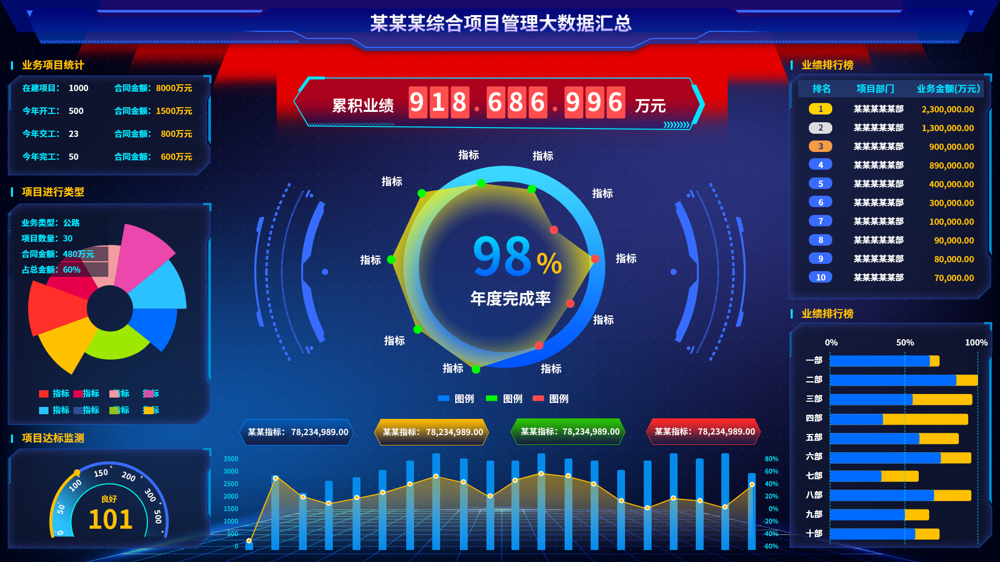 某某某综合项目管理大数据汇总
业务项目统计
在建项目： 1000 合同金额：8000万元
今年开工： 500 合同金额：1500万元
今年交工： 23 合同金额： 800万元
今年完工： 50 合同金额： 600万元
项目进行类型
业务类型：公路
项目数量：30
合同金额：480万元
占总金额：60%
指标 指标 指标 指标
指标 指标 指标 指标
项目达标监测
0 50 100 150 200 300 500
良好
101
累积业绩 918.686.996 万元
指标
指标
指标
指标
指标
指标
指标
指标
指标
指标
98%
年度完成率
图例 图例 图例
某某指标： 78,234,989.00
某某指标： 78,234,989.00
某某指标：78,234,989.00
某某指标： 78,234,989.00
3500
3000
2500
2000
1500
1000
500
0
80%
60%
40%
20%
0%
-20%
-40%
-60%
业绩排行榜
排名 项目部门 业务金额(万元）
1 某某某某某部 2,300,000.00
2 某某某某某部 1,300,000.00
3 某某某某某部 900,000.00
4 某某某某某部 890,000.00
5 某某某某某部 400,000.00
6 某某某某某部 300,000.00
7 某某某某某部 100,000.00
8 某某某某某部 90,000.00
9 某某某某某部 80,000.00
10 某某某某某部 70,000.00
业绩排行榜
0% 50% 100%
一部
二部
三部
四部
五部
六部
七部
八部
九部
十部